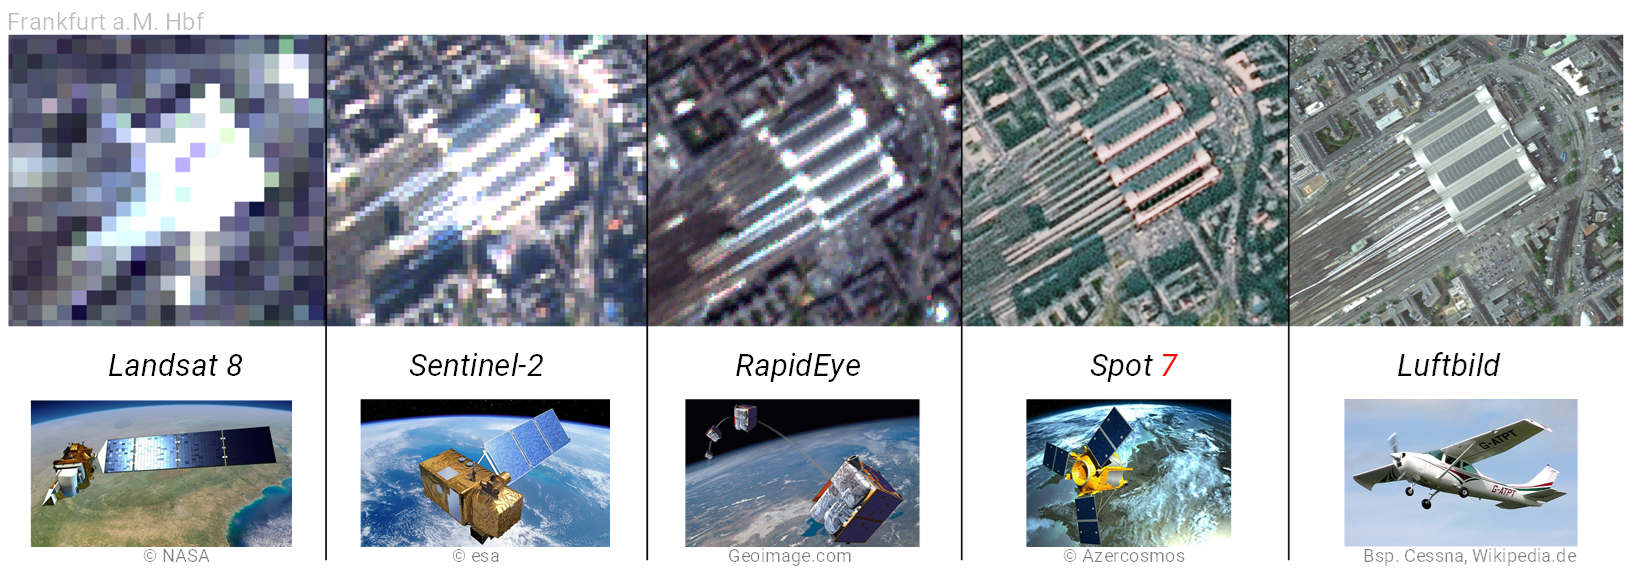 Frankfurt a.M. Hbf
Landsat 8
Sentinel-2
RapidEye
Spot 7
Luftbild
G-ATPT
G-ATPT
© NASA
© esa
Geoimage.com
© Azercosmos
Bsp. Cessna, Wikipedia.de